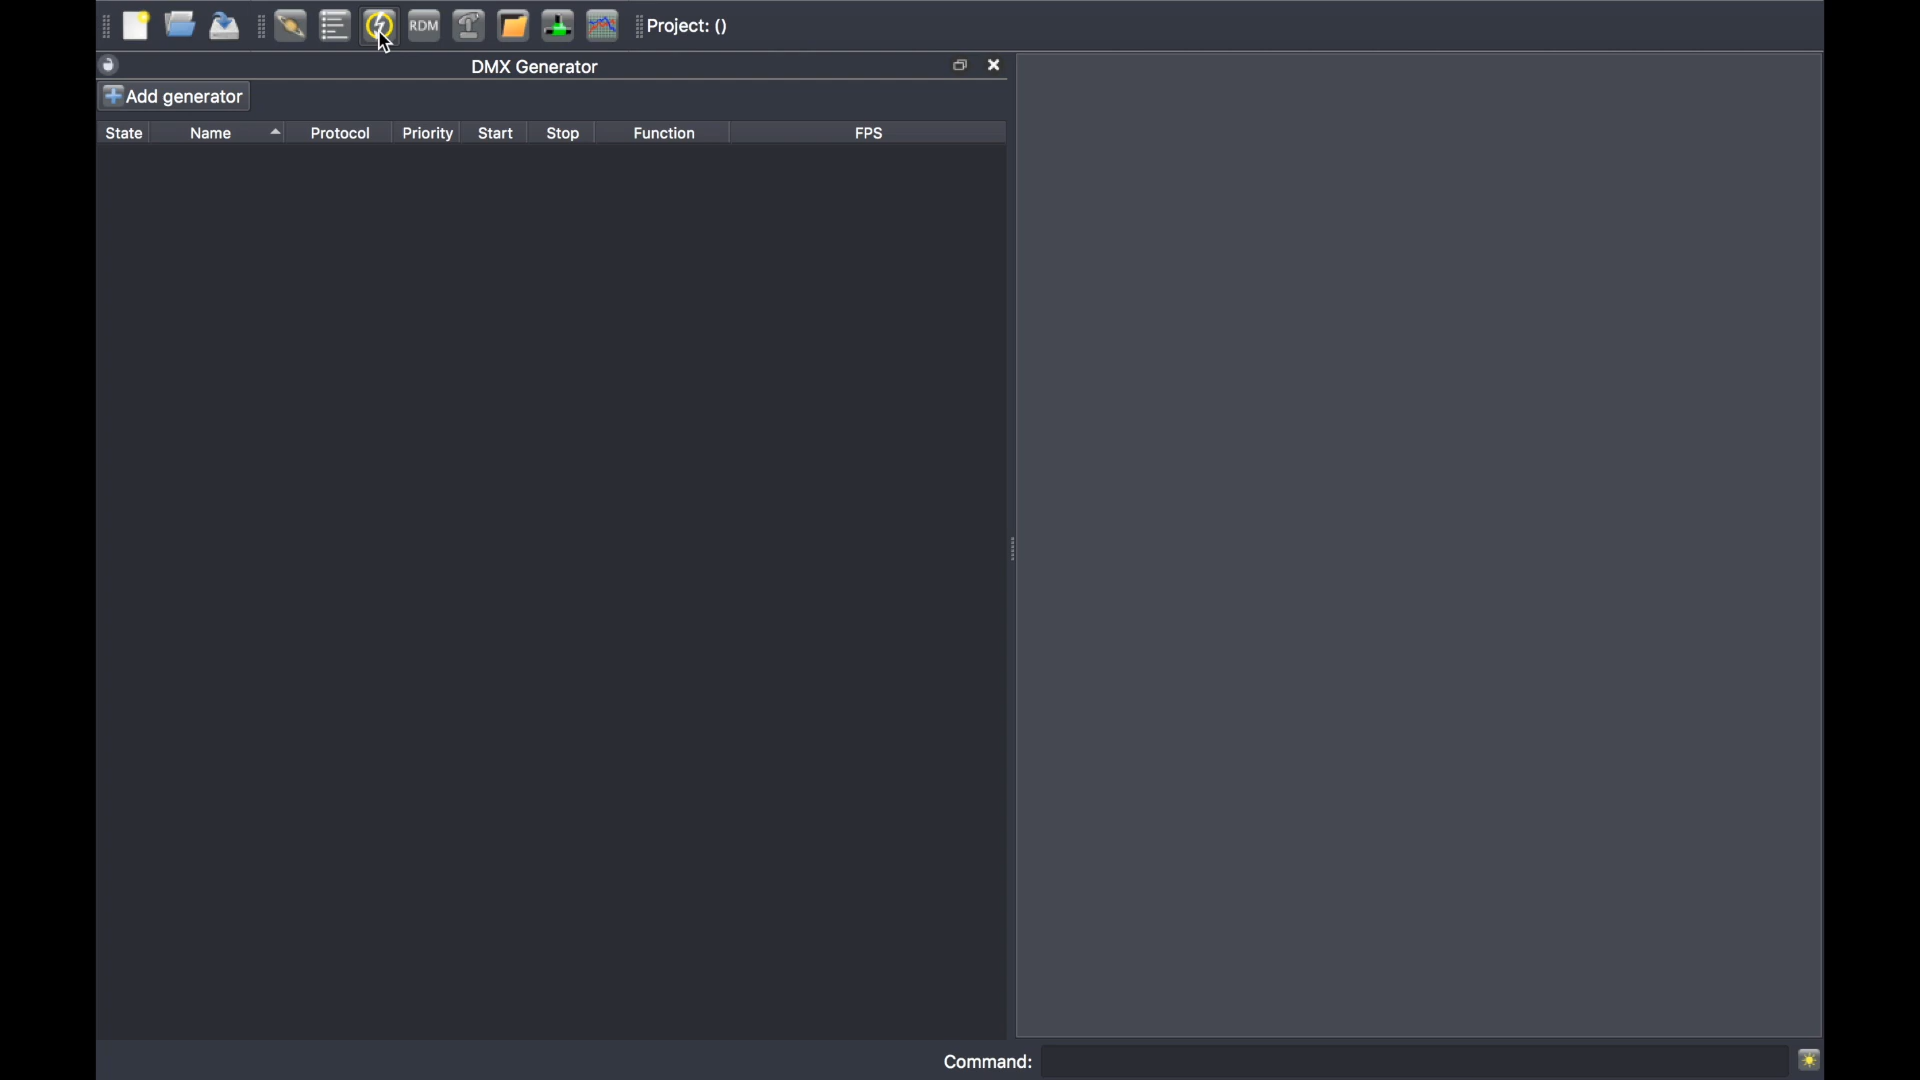 RDM Project: ()
DMX Generator
Add generator
State Name Protocol Priority Start Stop Function FPS
Command: